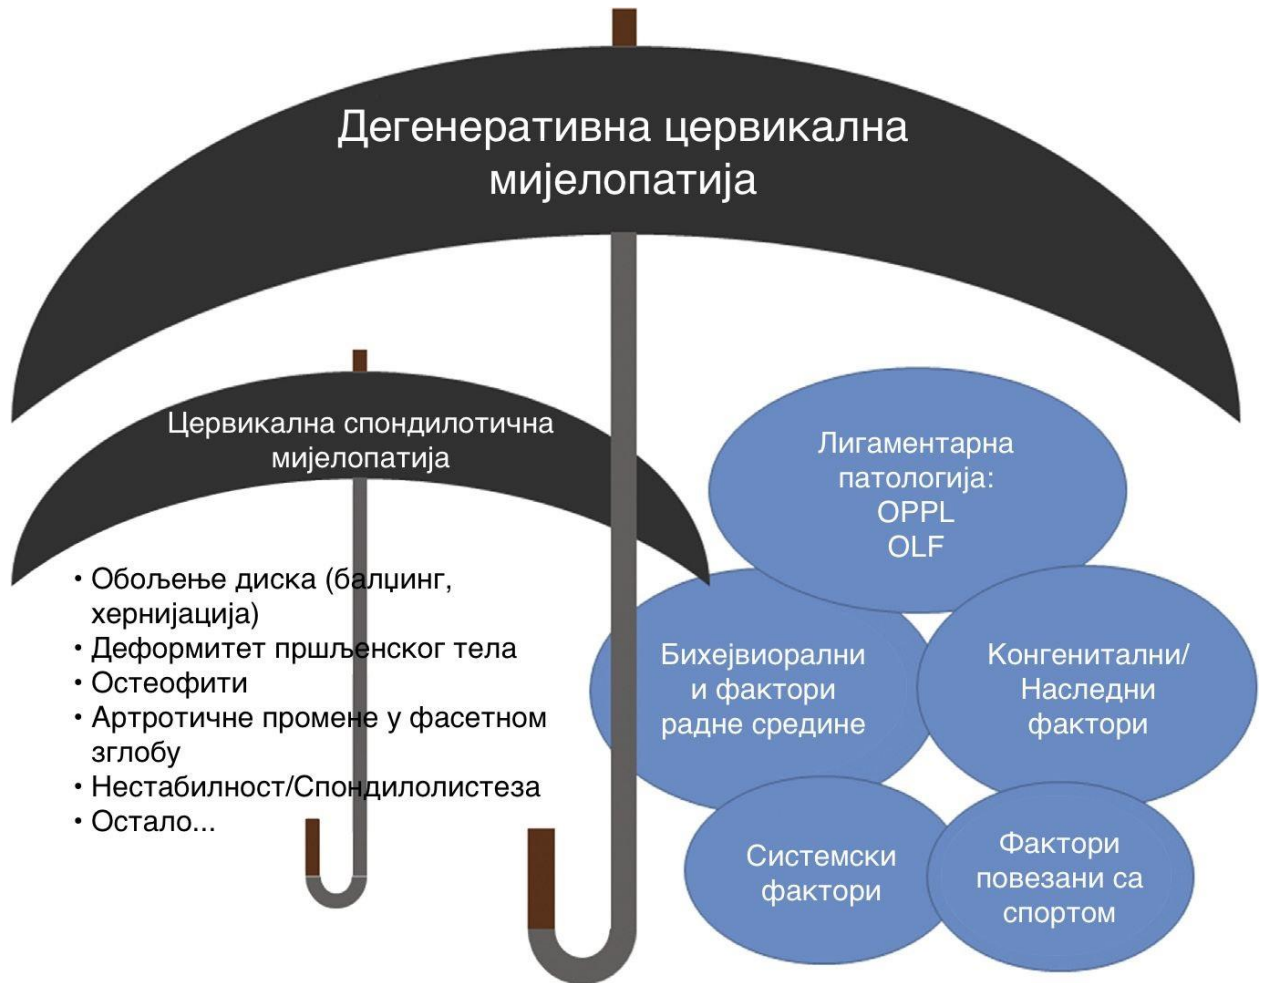 Дегенеративна цервикална
мијелопатија
Цервикална спондилотична
мијелопатија
• Обољење диска (балџинг,
хернијација)
• Деформитет пршљенског тела
• Остеофити
• Артротичне промене у фасетном
зглобу
• Нестабилност/Спондилолистеза
• Остало...
Лигаментарна
патологија:
OPPL
OLF
Бихејвиорални
и фактори
радне средине
Конгенитални/
Наследни
фактори
Системски
фактори
Фактори
повезани са
спортом